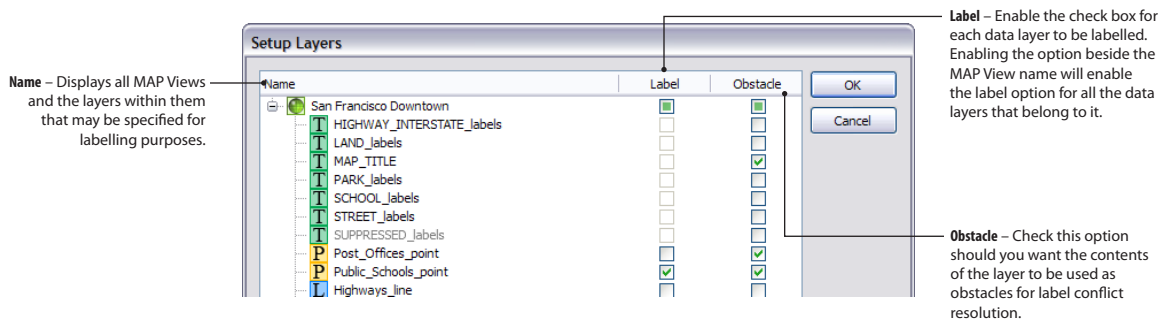 Name – Displays all MAP Views
and the layers within them
that may be specified for
labelling purposes.
Setup Layers
Name Label Obstacle
San Francisco Downtown
T HIGHWAY_INTERSTATE_labels
T LAND_labels
T MAP_TITLE
T PARK_labels
T SCHOOL_labels
T STREET_labels
T SUPPRESSED_labels
P Post_Offices_point
P Public_Schools_point
L Highways_line
OK
Cancel
Label – Enable the check box for
each data layer to be labelled.
Enabling the option beside the
MAP View name will enable
the label option for all the data
layers that belong to it.
Obstacle – Check this option
should you want the contents
of the layer to be used as
obstacles for label conflict
resolution.